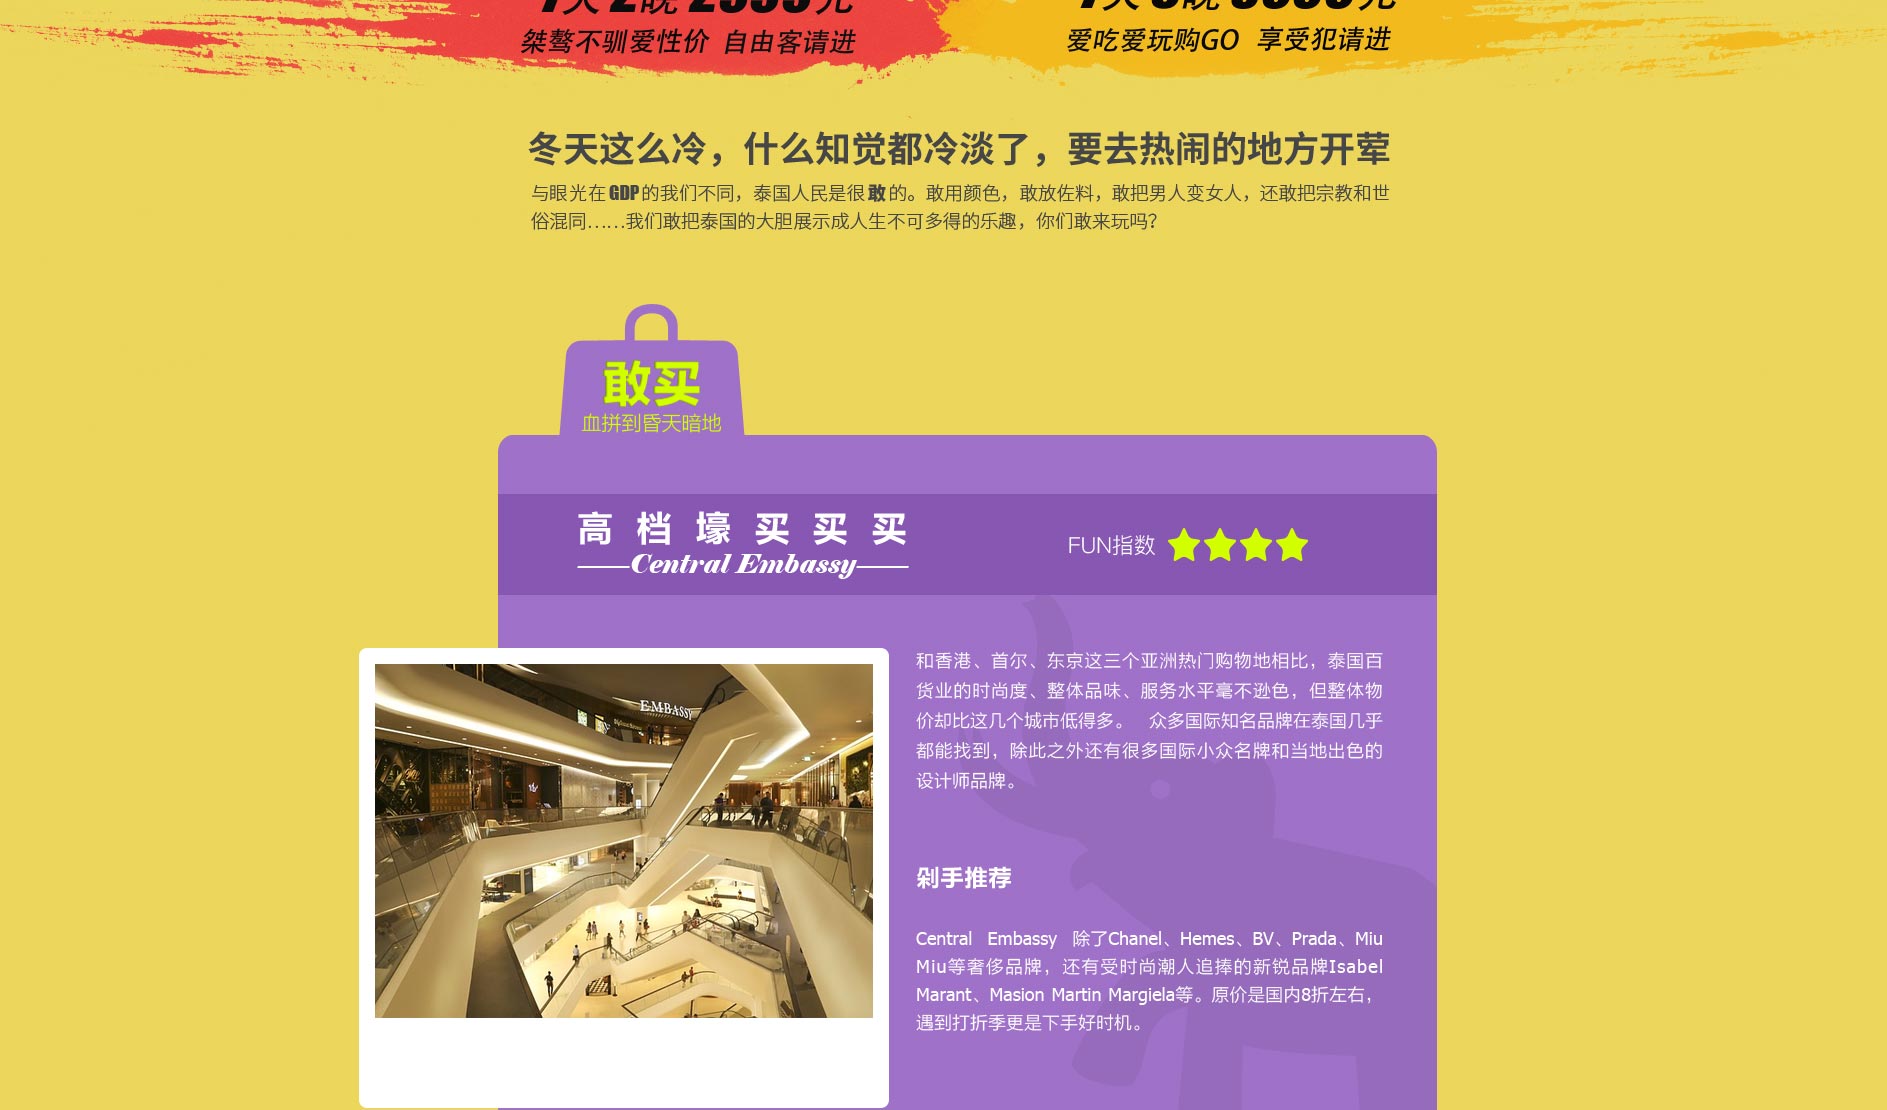 桀骜不驯爱性价 自由客请进
爱吃爱玩购GO 享受犯请进
冬天这么冷，什么知觉都冷淡了，要去热闹的地方开荤
与眼光在GDP的我们不同，泰国人民是很敢的。敢用颜色，敢放佐料，敢把男人变女人，还敢把宗教和世
俗混同……我们敢把泰国的大胆展示成人生不可多得的乐趣，你们敢来玩吗?
敢买
血拼到昏天暗地
高档壕买买买
Central Embassy
FUN指数
EMBASSY
和香港、首尔、东京这三个亚洲热门购物地相比，泰国百
货业的时尚度、整体品味、服务水平毫不逊色，但整体物
价却比这几个城市低得多。 众多国际知名品牌在泰国几乎
都能找到，除此之外还有很多国际小众名牌和当地出色的
设计师品牌。
剁手推荐
Central Embassy 除了Chanel、Hemes、BV、Prada、Miu
Miu等奢侈品牌，还有受时尚潮人追捧的新锐品牌Isabel
Marant、Masion Martin Margiela等。原价是国内8折左右，
遇到打折季更是下手好时机。